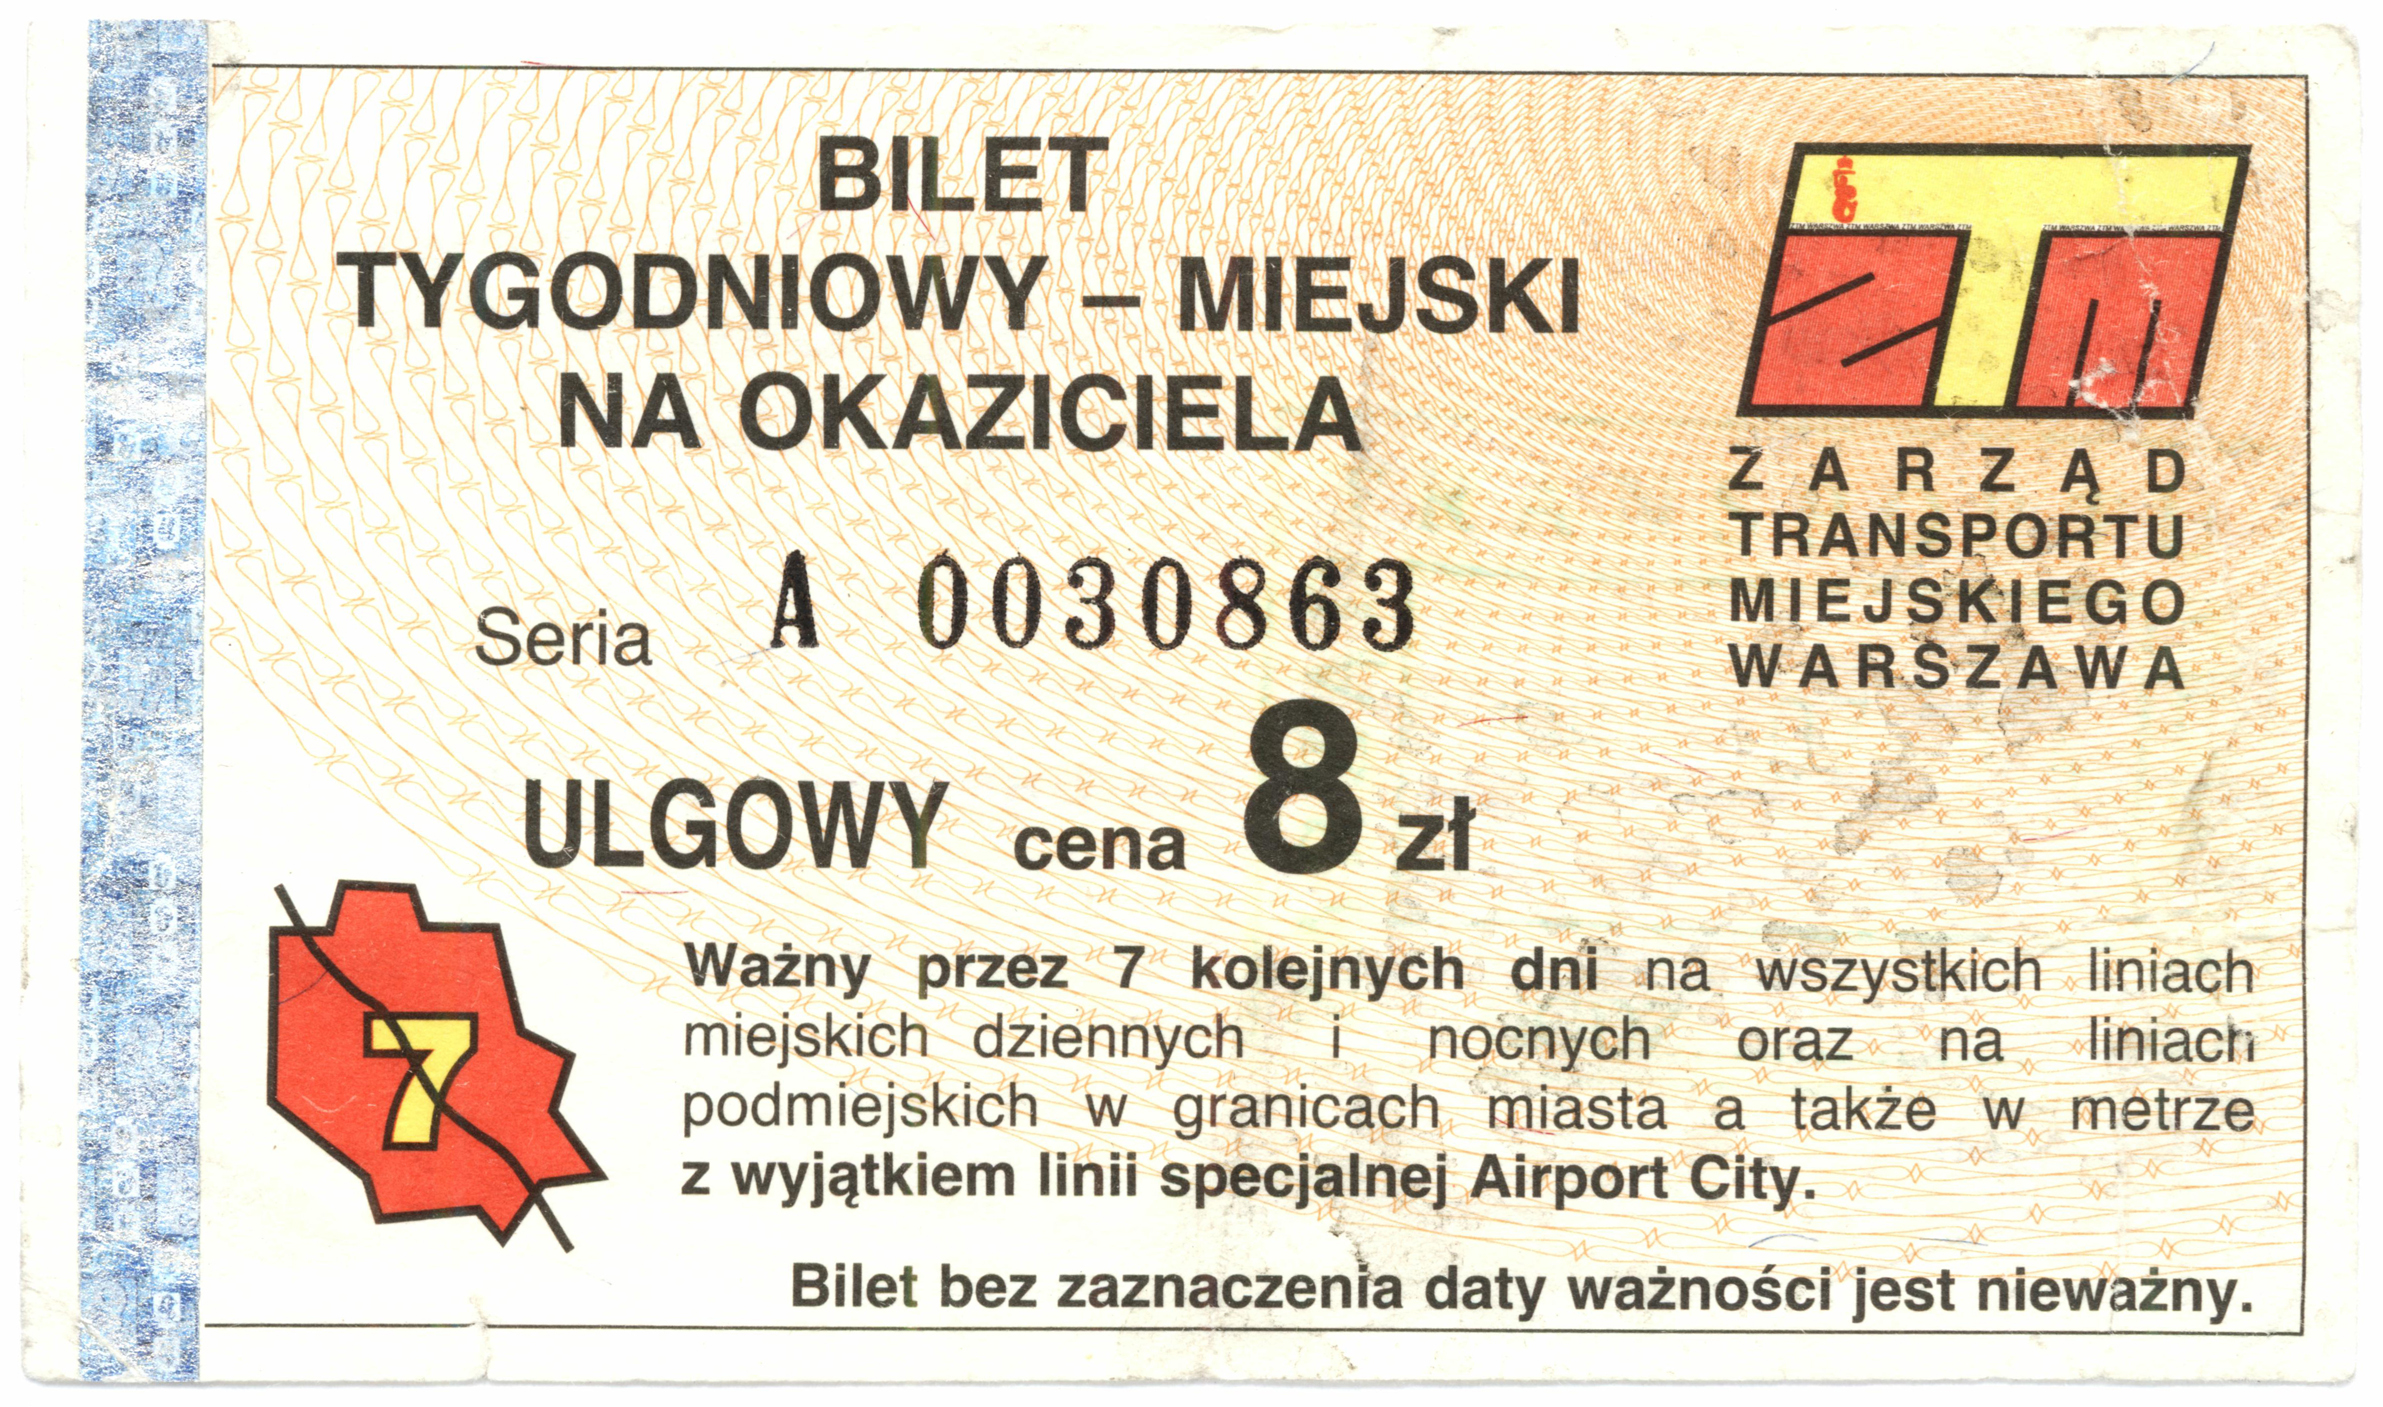 BILET
TYGODNIOWY – MIEJSKI
NA OKAZICIELA
ZTM
ZARZĄD
TRANSPORTU
MIEJSKIEGO
WARSZAWA
Seria A 0030863
ULGOWY cena 8 zł
7
Ważny przez 7 kolejnych dni na wszystkich liniach
miejskich dziennych i nocnych oraz na liniach
podmiejskich w granicach miasta a także w metrze
z wyjątkiem linii specjalnej Airport City.
Bilet bez zaznaczenia daty ważności jest nieważny.